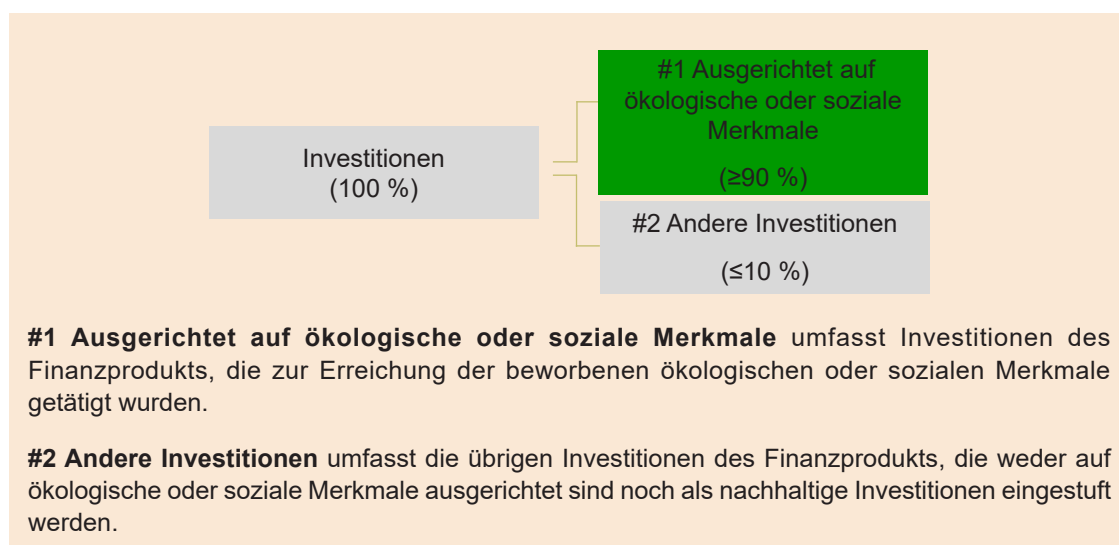 #1 Ausgerichtet auf
ökologische oder soziale
Merkmale
(≥90 %)
Investitionen
(100 %)
#2 Andere Investitionen
(≤10 %)
#1 Ausgerichtet auf ökologische oder soziale Merkmale umfasst Investitionen des
Finanzprodukts, die zur Erreichung der beworbenen ökologischen oder sozialen Merkmale
getätigt wurden.
#2 Andere Investitionen umfasst die übrigen Investitionen des Finanzprodukts, die weder auf
ökologische oder soziale Merkmale ausgerichtet sind noch als nachhaltige Investitionen eingestuft
werden.